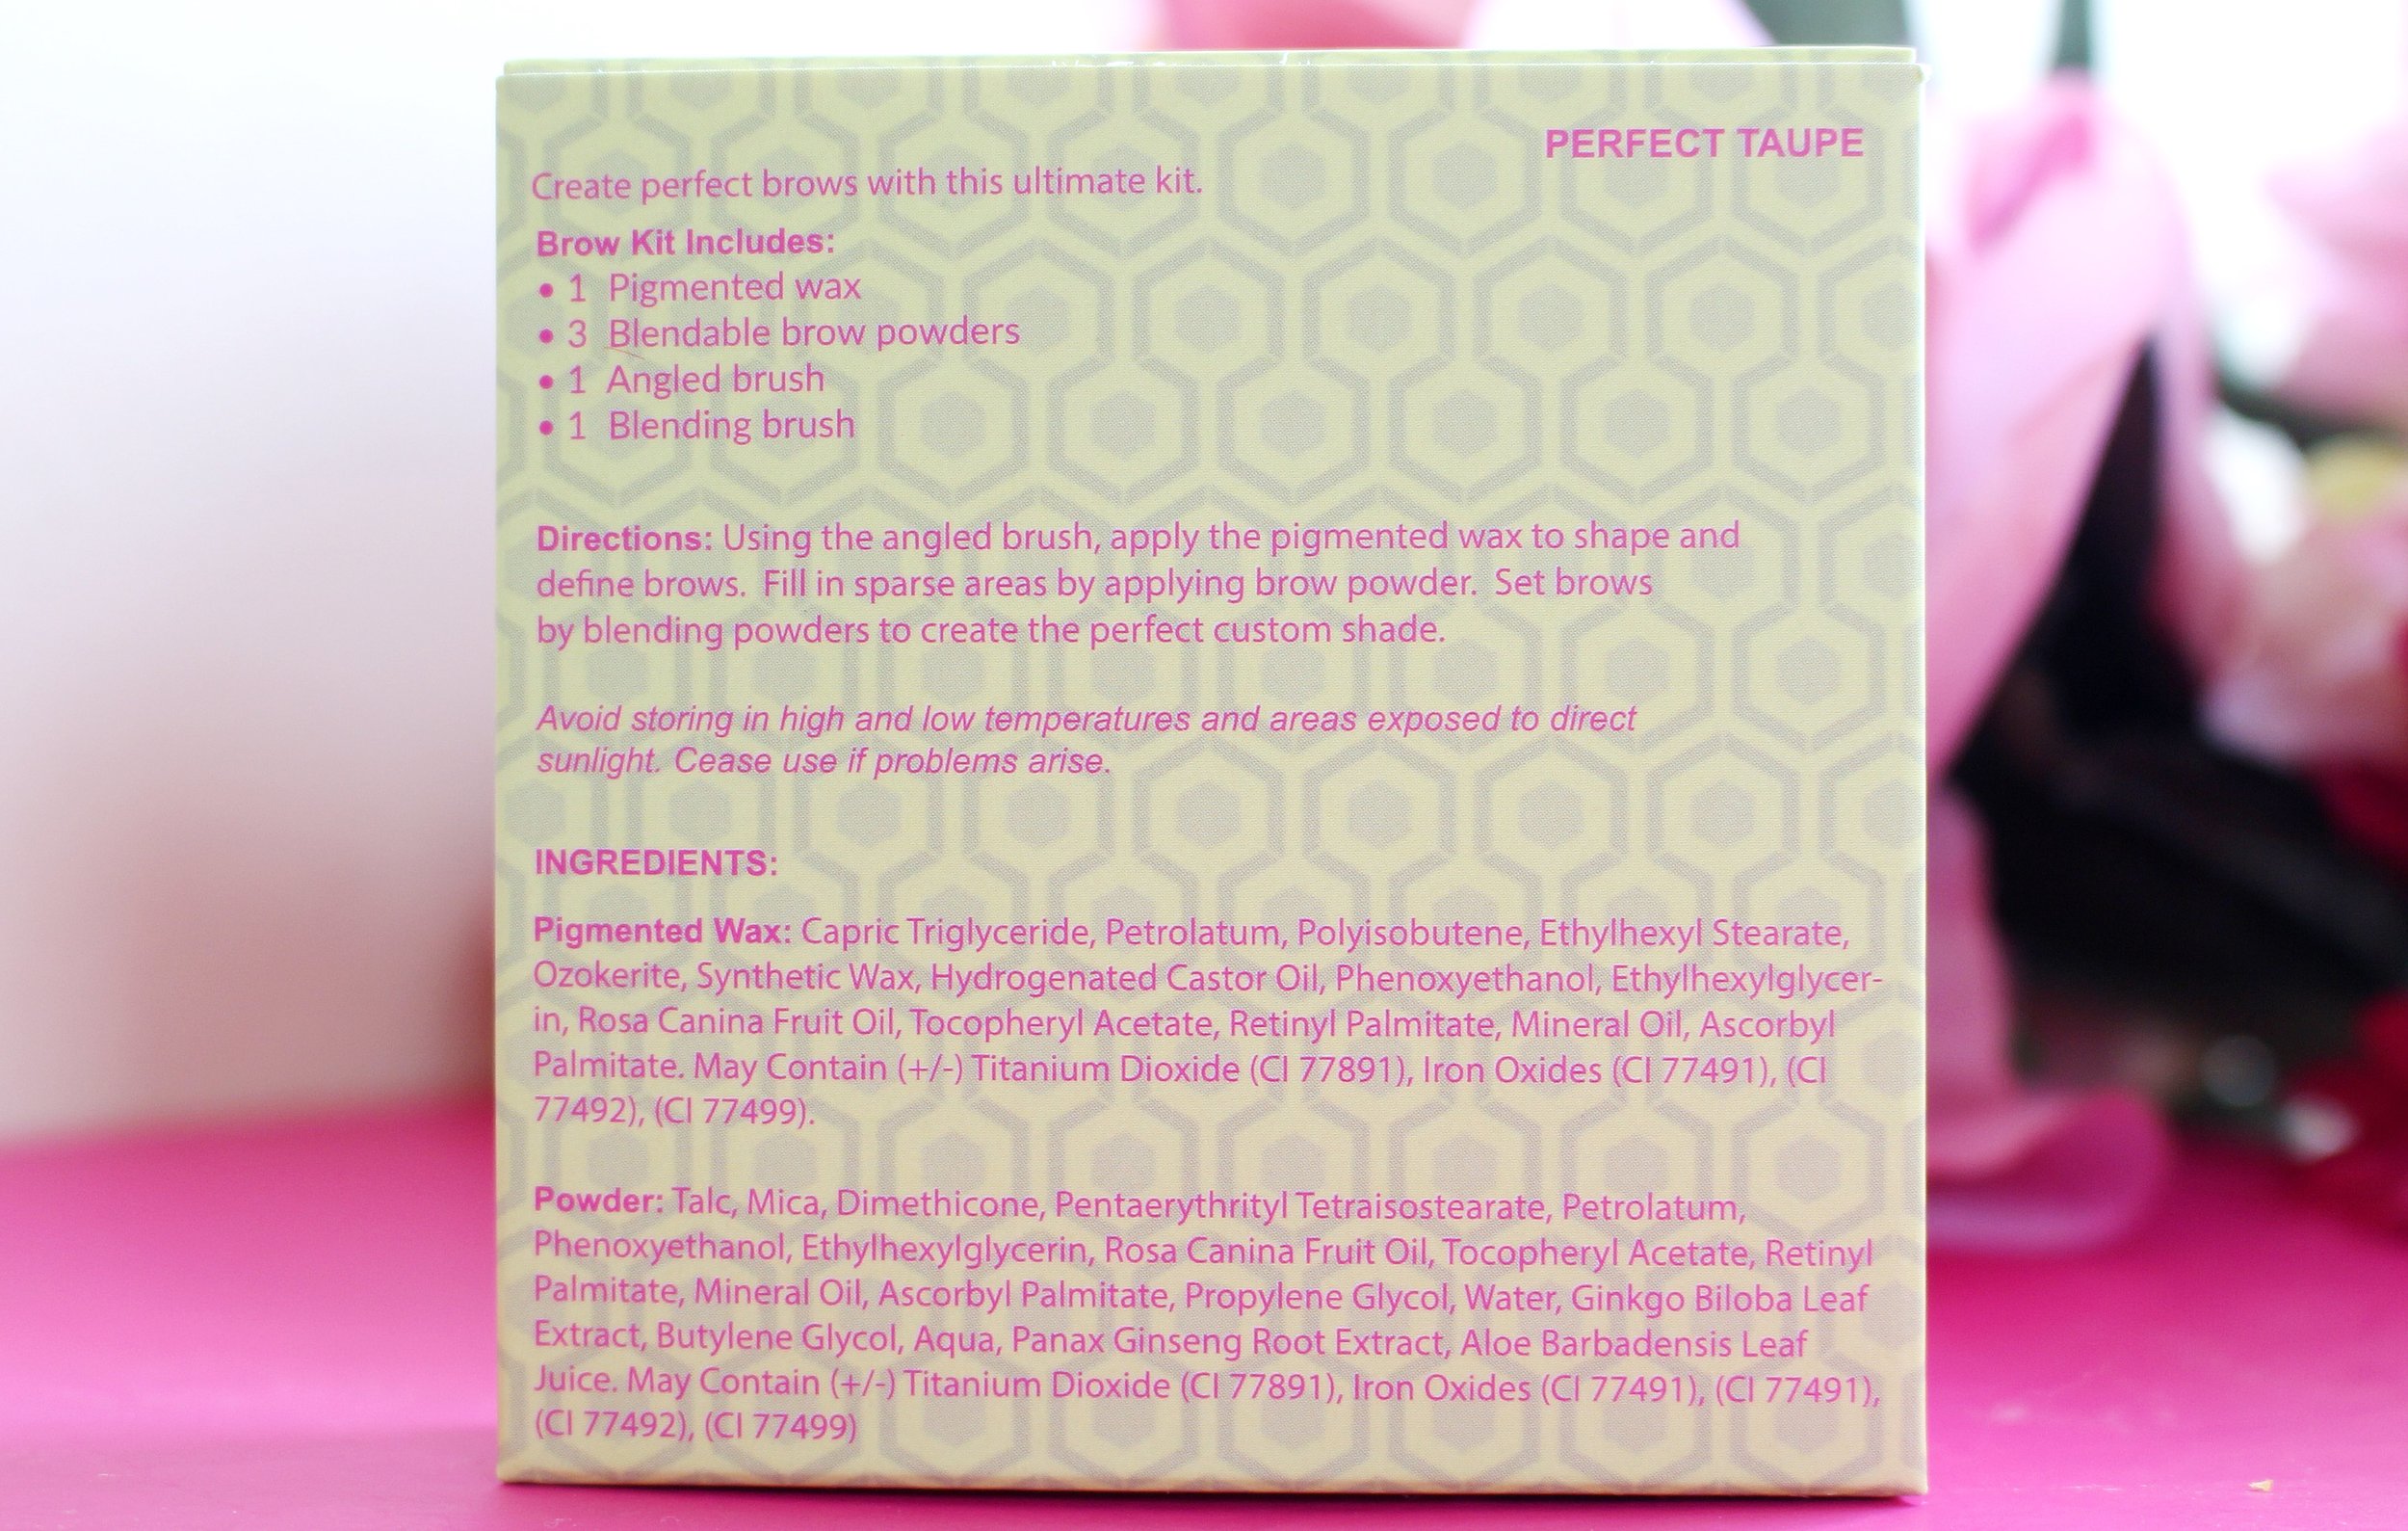 PERFECT TAUPE
Create perfect brows with this ultimate kit.
Brow Kit Includes:
• 1 Pigmented wax
• 3 Blendable brow powders
• 1 Angled brush
• 1 Blending brush
Directions: Using the angled brush, apply the pigmented wax to shape and
define brows. Fill in sparse areas by applying brow powder. Set brows
by blending powders to create the perfect custom shade.
Avoid storing in high and low temperatures and areas exposed to direct
sunlight. Cease use if problems arise.
INGREDIENTS:
Pigmented Wax: Capric Triglyceride, Petrolatum, Polyisobutene, Ethylhexyl Stearate,
Ozokerite, Synthetic Wax, Hydrogenated Castor Oil, Phenoxyethanol, Ethylhexylglycer-
in, Rosa Canina Fruit Oil, Tocopheryl Acetate, Retinyl Palmitate, Mineral Oil, Ascorbyl
Palmitate. May Contain (+/-) Titanium Dioxide (CI 77891), Iron Oxides (CI 77491), (CI
77492), (CI 77499).
Powder: Talc, Mica, Dimethicone, Pentaerythrityl Tetraisostearate, Petrolatum,
Phenoxyethanol, Ethylhexylglycerin, Rosa Canina Fruit Oil, Tocopheryl Acetate, Retinyl
Palmitate, Mineral Oil, Ascorbyl Palmitate, Propylene Glycol, Water, Ginkgo Biloba Leaf
Extract, Butylene Glycol, Aqua, Panax Ginseng Root Extract, Aloe Barbadensis Leaf
Juice. May Contain (+/-) Titanium Dioxide (CI 77891), Iron Oxides (CI 77491), (CI 77491),
(CI 77492), (CI 77499)